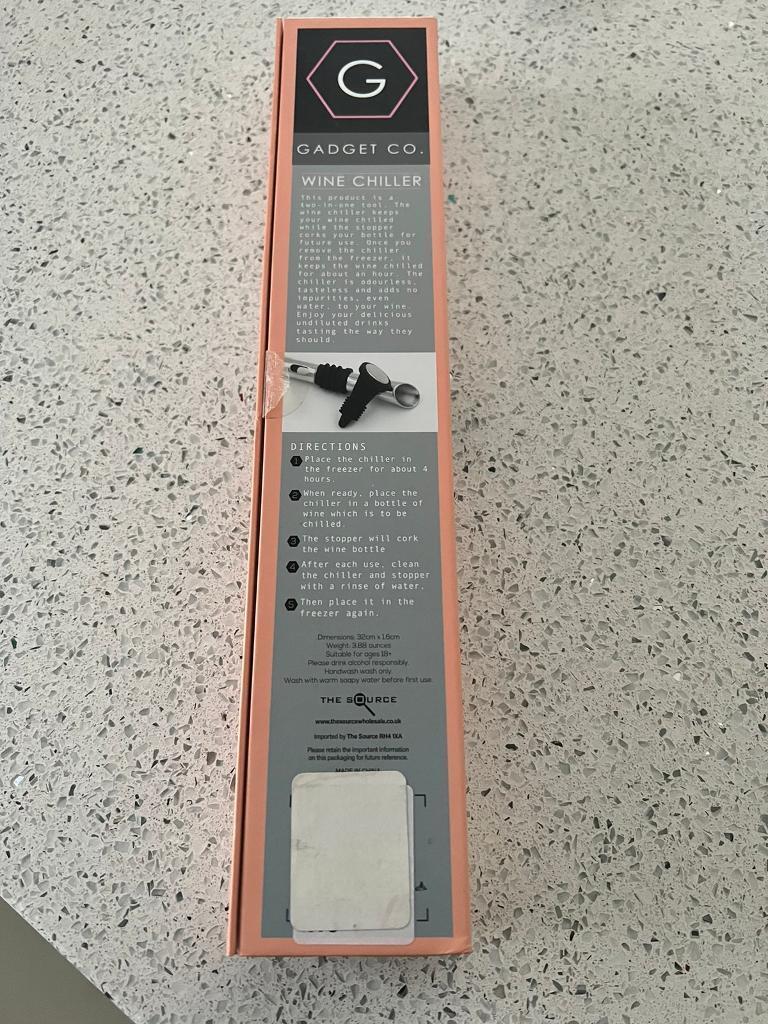 G
GADGET CO.
WINE CHILLER
This product is a
two-in-one tool. The
wine chiller keeps
your wine chilled
while the stopper
corks your bottle for
future use. Once you
remove the chiller
from the freezer, it
keeps the wine chilled
for about an hour. The
chiller is odourless,
tasteless and adds no
impurities, even
water, to your wine.
Enjoy your delicious
undiluted drinks
tasting the way they
should.
DIRECTIONS
1 Place the chiller in
the freezer for about 4
hours.
2 When ready, place the
chiller in a bottle of
wine which is to be
chilled.
3 The stopper will cork
the wine bottle
4 After each use, clean
the chiller and stopper
with a rinse of water.
5 Then place it in the
freezer again.
Dimensions: 32cm x 1.6cm
Weight: 3.88 ounces
Suitable for ages 18+
Please drink alcohol responsibly.
Handwash wash only.
Wash with warm soapy water before first use.
THE SOURCE
www.thesourcewholesale.co.uk
Imported by The Source RH4 1XA
Please retain the important information
on this packaging for future reference.
MADE IN CHINA